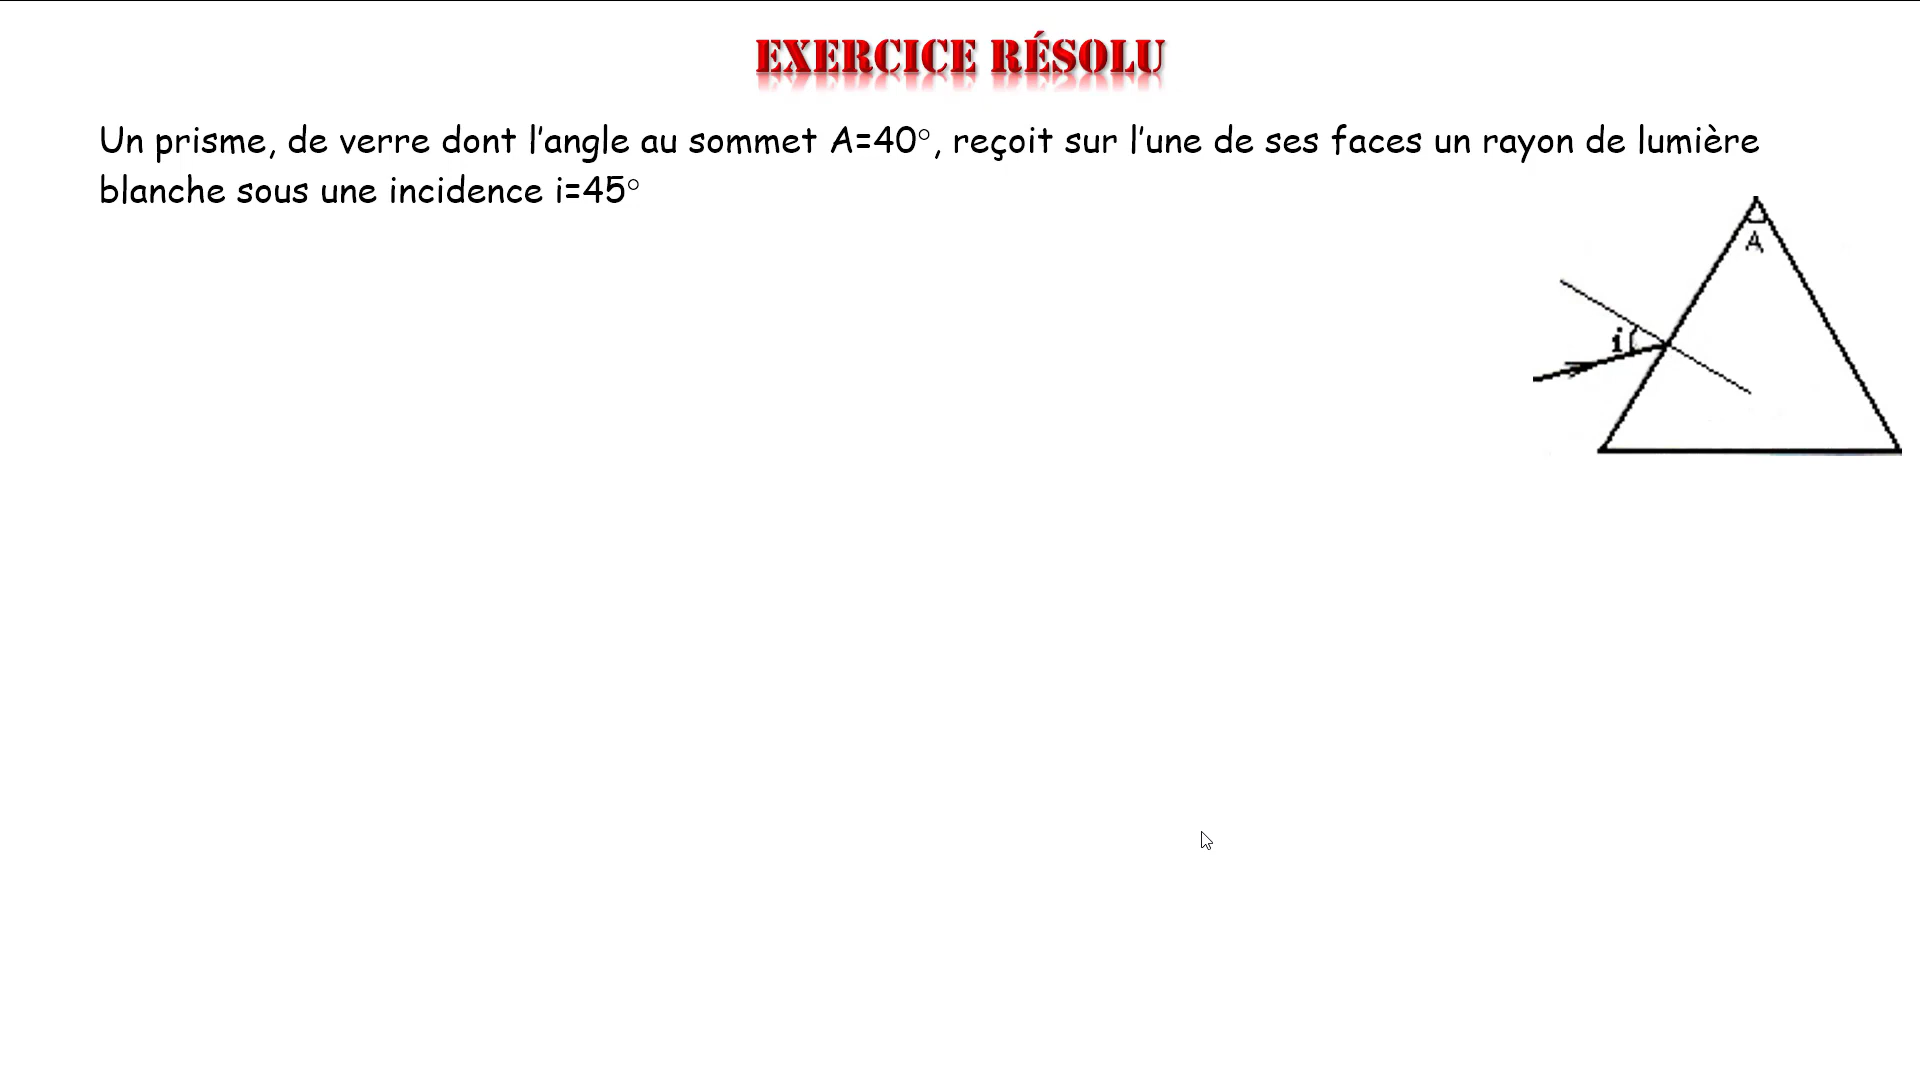 EXERCICE RÉSOLU
Un prisme, de verre dont l'angle au sommet A=40°, reçoit sur l'une de ses faces un rayon de lumière
blanche sous une incidence i=45°
A
i